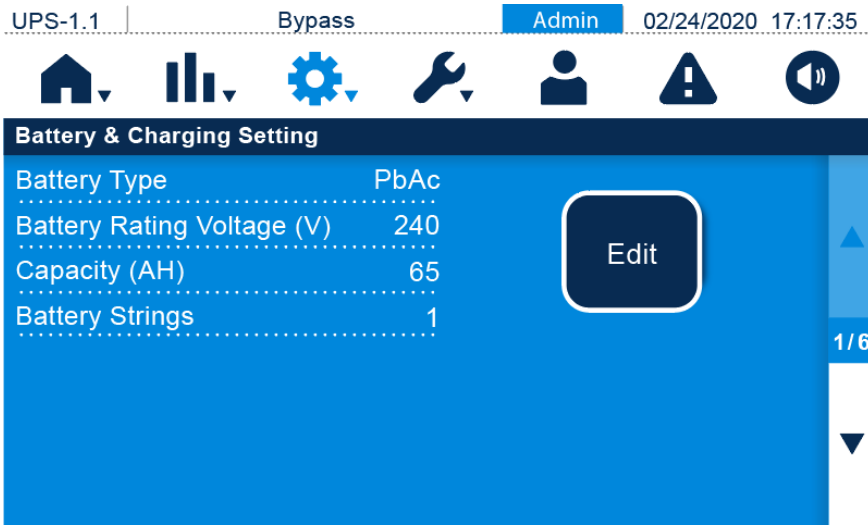 UPS-1.1 Bypass Admin 02/24/2020 17:17:35
Battery & Charging Setting
Battery Type PbAc
Battery Rating Voltage (V) 240
Edit
Capacity (AH) 65
Battery Strings 1
1/6